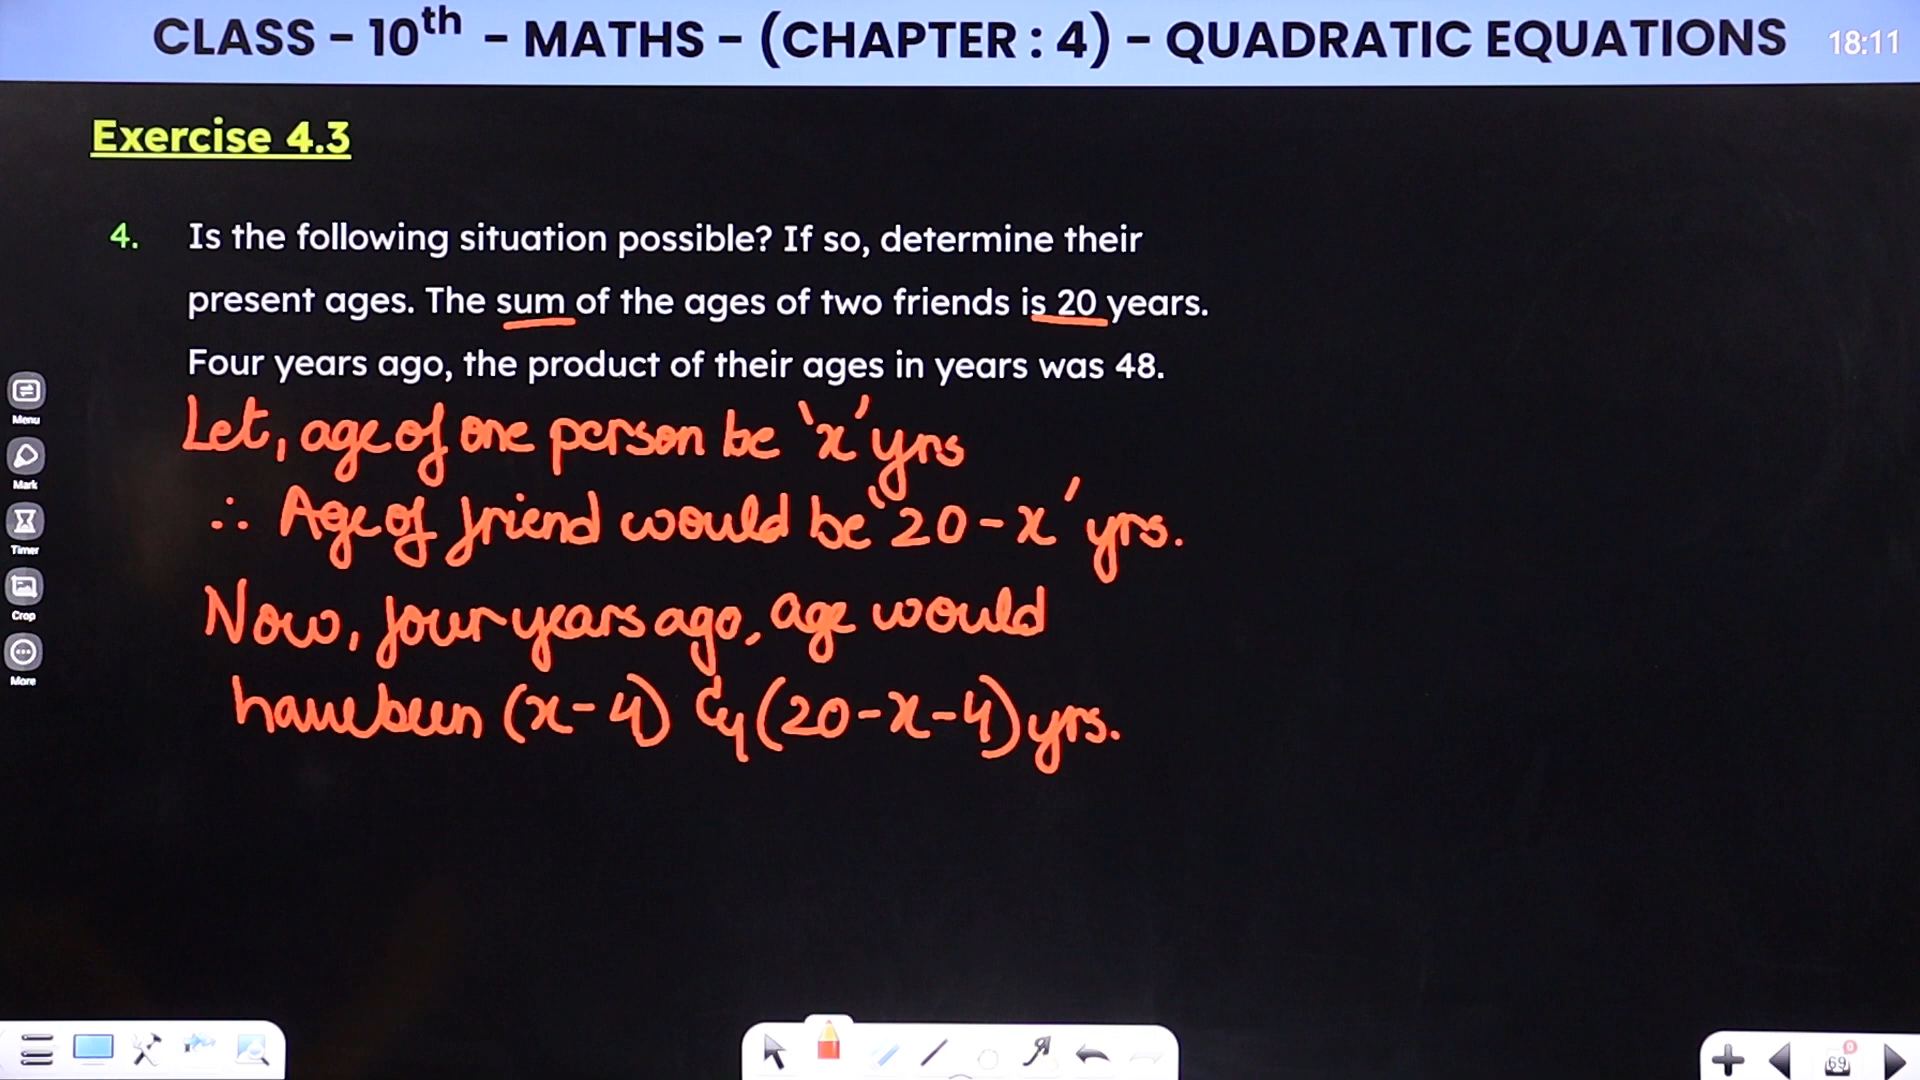 CLASS - 10th - MATHS - (CHAPTER : 4) - QUADRATIC EQUATIONS 18:11
Exercise 4.3
4. Is the following situation possible? If so, determine their
present ages. The sum of the ages of two friends is 20 years.
Four years ago, the product of their ages in years was 48.
Let, age of one person be 'x' yrs
∴ Age of friend would be '20-x' yrs.
Now, four years ago, age would
have been (x-4) & (20-x-4) yrs.
Menu
Mark
Timer
Crop
More
69
0